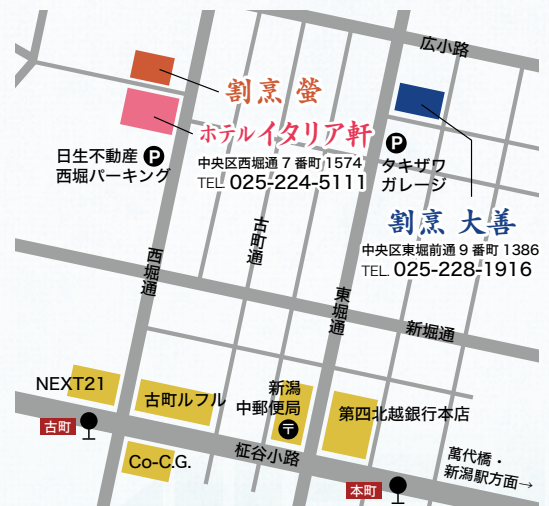 広小路
割烹 螢
ホテルイタリア軒
中央区西堀通 7 番町 1574
TEL. 025-224-5111
日生不動産 P
西堀パーキング
P
タキザワ
ガレージ
割烹 大善
中央区東堀前通 9 番町 1386
TEL. 025-228-1916
西堀通
古町通
東堀通
新堀通
NEXT21
古町ルフル
新潟
中郵便局
〒
第四北越銀行本店
古町
Co-C.G.
柾谷小路
本町
萬代橋・
新潟駅方面→